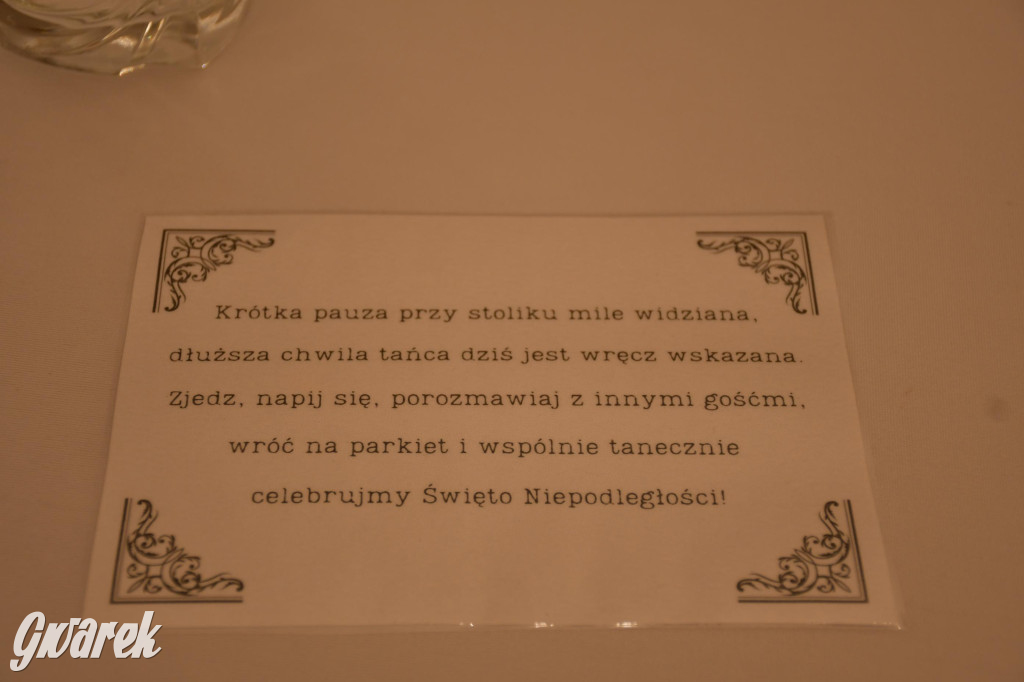 Krótka pauza przy stoliku mile widziana,
dłuższa chwila tańca dziś jest wręcz wskazana.
Zjedz, napij się, porozmawiaj z innymi gośćmi,
wróć na parkiet i wspólnie tanecznie
celebrujmy Święto Niepodległości!
Gwarek